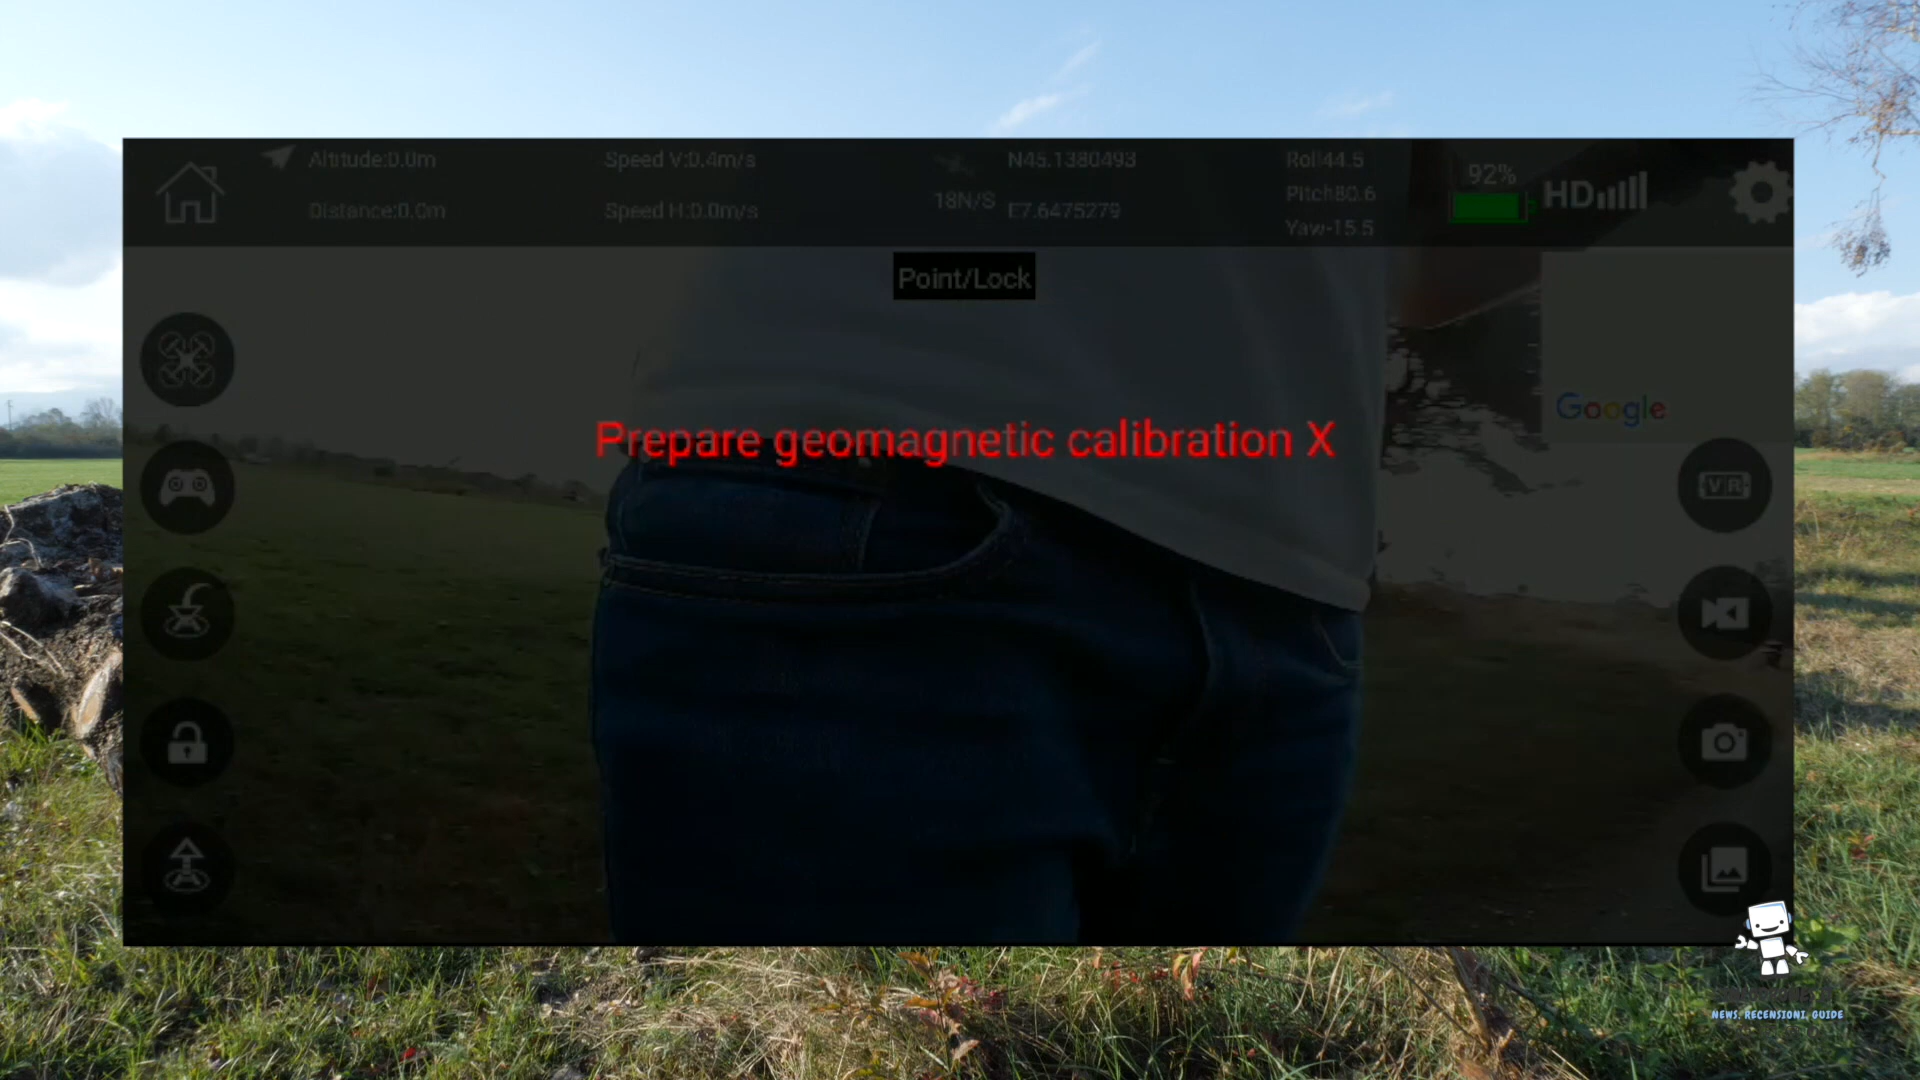 Altitude:0.0m
Speed V:0.4m/s
N45.1380493
Roll44.5
92%
HD
Pitch80.6
18N/S
Distance:0.0m
Speed H:0.0m/s
E7.6475279
Yaw-15.5
Point/Lock
Google
Prepare geomagnetic calibration X
VR
NEWS, RECENSIONI, GUIDE